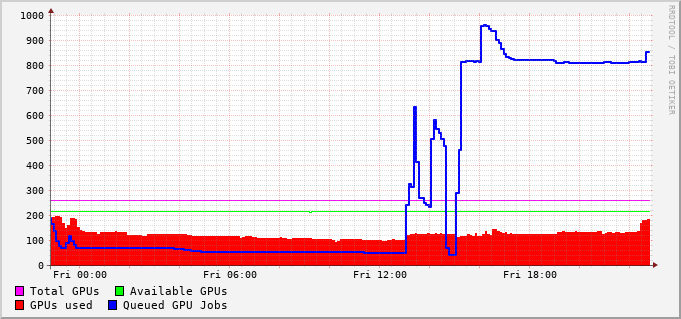 1000
900
800
700
600
500
400
300
200
100
0
Fri 00:00 Fri 06:00 Fri 12:00 Fri 18:00
Total GPUs Available GPUs
GPUs used Queued GPU Jobs
RRDTOOL / TOBI OETIKER